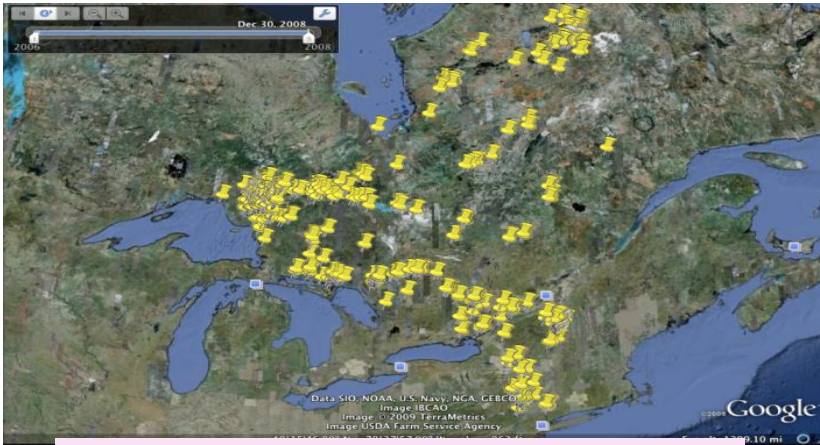 Dec 30, 2008
2006
2008
Data SIO, NOAA, U.S. Navy, NGA, GEBCO
Image IBCAO
Image © 2009 TerraMetrics
Image USDA Farm Service Agency
©2009 Google